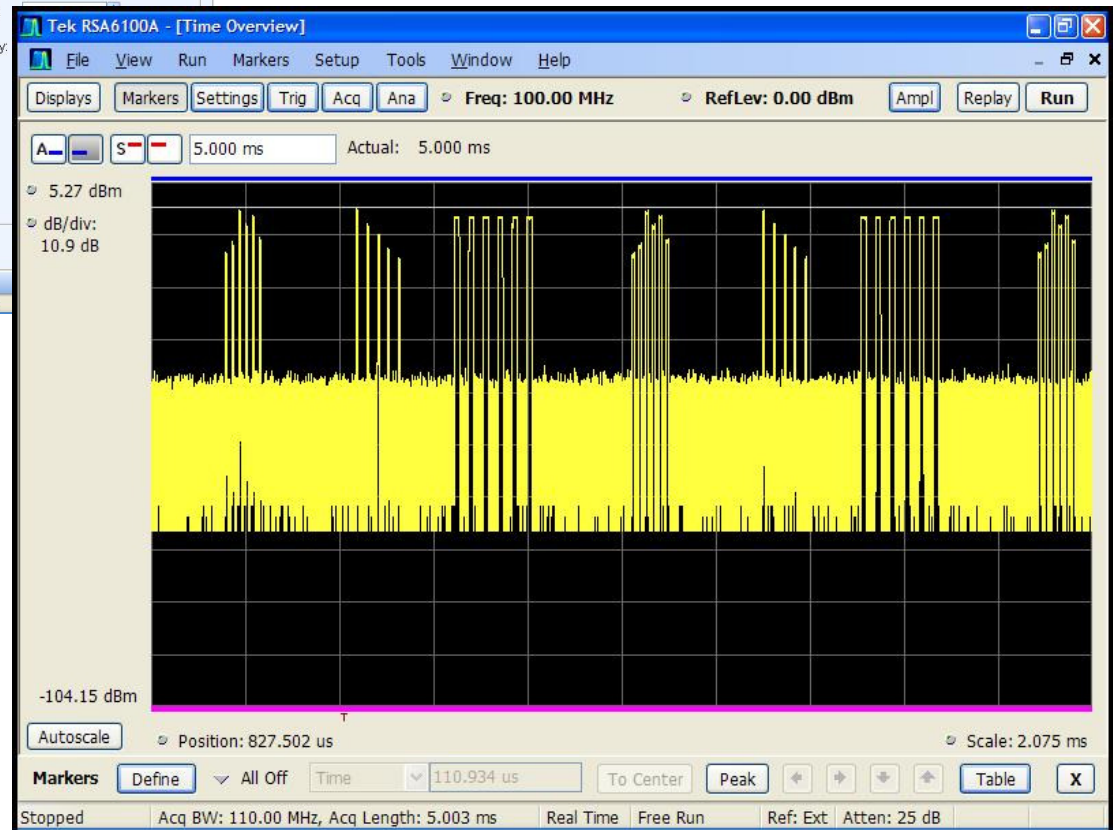 y:
Tek RSA6100A - [Time Overview]
File View Run Markers Setup Tools Window Help
Displays Markers Settings Trig Acq Ana Freq: 100.00 MHz RefLev: 0.00 dBm Ampl Replay Run
A S 5.000 ms Actual: 5.000 ms
5.27 dBm
dB/div:
10.9 dB
-104.15 dBm
T
Autoscale Position: 827.502 us Scale: 2.075 ms
Markers Define All Off Time 110.934 us To Center Peak Table X
Stopped Acq BW: 110.00 MHz, Acq Length: 5.003 ms Real Time Free Run Ref: Ext Atten: 25 dB